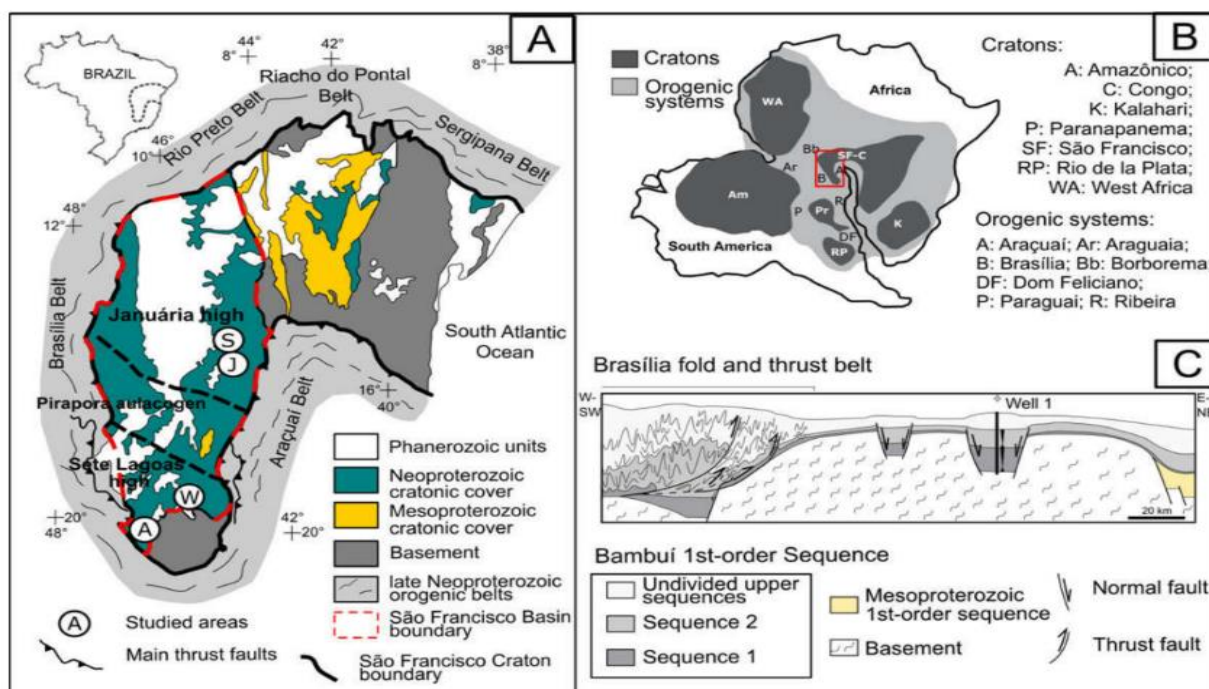 A
BRAZIL
44°
42°
38°
8°
8°
Riacho do Pontal
Belt
Rio Preto Belt
Sergipana Belt
46°
10°
48°
12°
Brasília Belt
Januária high
S
J
Pirapora aulacogen
Sete Lagoas
high
W
A
Araçuaí Belt
South Atlantic
Ocean
16°
40°
20°
48°
42°
20°
Phanerozoic units
Neoproterozoic
cratonic cover
Mesoproterozoic
cratonic cover
Basement
late Neoproterozoic
orogenic belts
São Francisco Basin
boundary
São Francisco Craton
boundary
A Studied areas
Main thrust faults
B
Cratons
Orogenic
systems
Africa
South America
WA
Bb
SF-C
Ar
A
B
Am
R
P
Pr
K
DF
RP
Cratons:
A: Amazônico;
C: Congo;
K: Kalahari;
P: Paranapanema;
SF: São Francisco;
RP: Rio de la Plata;
WA: West Africa
Orogenic systems:
A: Araçuaí; Ar: Araguaia;
B: Brasília; Bb: Borborema
DF: Dom Feliciano;
P: Paraguai; R: Ribeira
C
Brasília fold and thrust belt
W-
SW
Well 1
E-
NE
20 km
Bambuí 1st-order Sequence
Undivided upper
sequences
Sequence 2
Sequence 1
Mesoproterozoic
1st-order sequence
Basement
Normal fault
Thrust fault